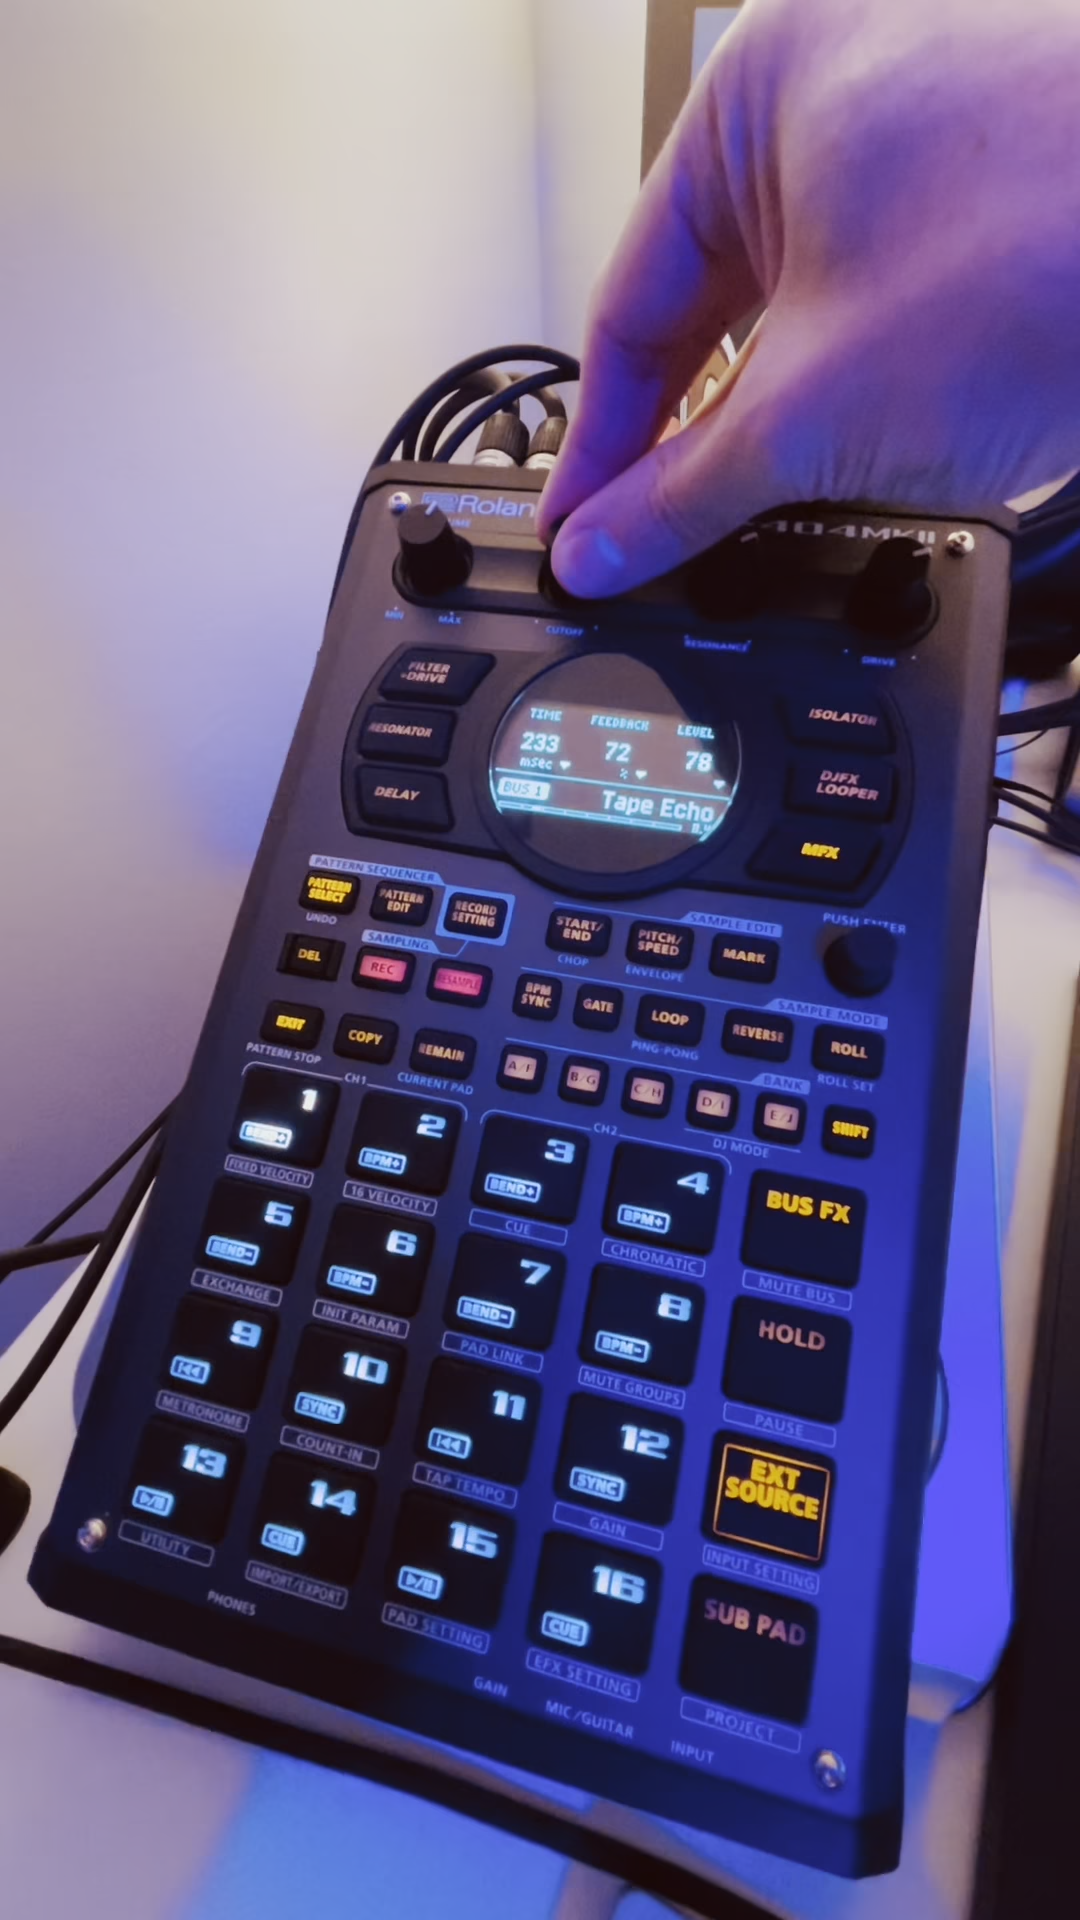 Rolan
404MKII
MIN
MAX
CUTOFF
RESONANCE
DRIVE
FILTER
+DRIVE
RESONATOR
DELAY
TIME FEEDBACK LEVEL
233 72 78
msec %
BUS 1 Tape Echo
ISOLATOR
DJFX
LOOPER
MFX
PATTERN SEQUENCER
PATTERN
SELECT
PATTERN
EDIT
RECORD
SETTING
UNDO
SAMPLING
DEL
REC
RESAMPLE
START/
END
PITCH/
SPEED
MARK
SAMPLE EDIT
CHOP
ENVELOPE
PUSH ENTER
BPM
SYNC
GATE
LOOP
REVERSE
ROLL
SAMPLE MODE
PING-PONG
ROLL SET
EXIT
COPY
REMAIN
PATTERN STOP
CURRENT PAD
A/F
B/G
C/H
D/I
E/J
BANK
DJ MODE
SHIFT
CH1
CH2
1
BEND+
FIXED VELOCITY
2
BPM+
16 VELOCITY
3
BEND+
CUE
4
BPM+
CHROMATIC
BUS FX
MUTE BUS
5
BEND-
EXCHANGE
6
BPM-
INIT PARAM
7
BEND-
PAD LINK
8
BPM-
MUTE GROUPS
HOLD
PAUSE
9
METRONOME
10
SYNC
COUNT-IN
11
TAP TEMPO
12
SYNC
GAIN
EXT
SOURCE
INPUT SETTING
13
UTILITY
14
CUE
IMPORT/EXPORT
15
PAD SETTING
16
CUE
EFX SETTING
SUB PAD
PROJECT
PHONES
GAIN
MIC/GUITAR
INPUT